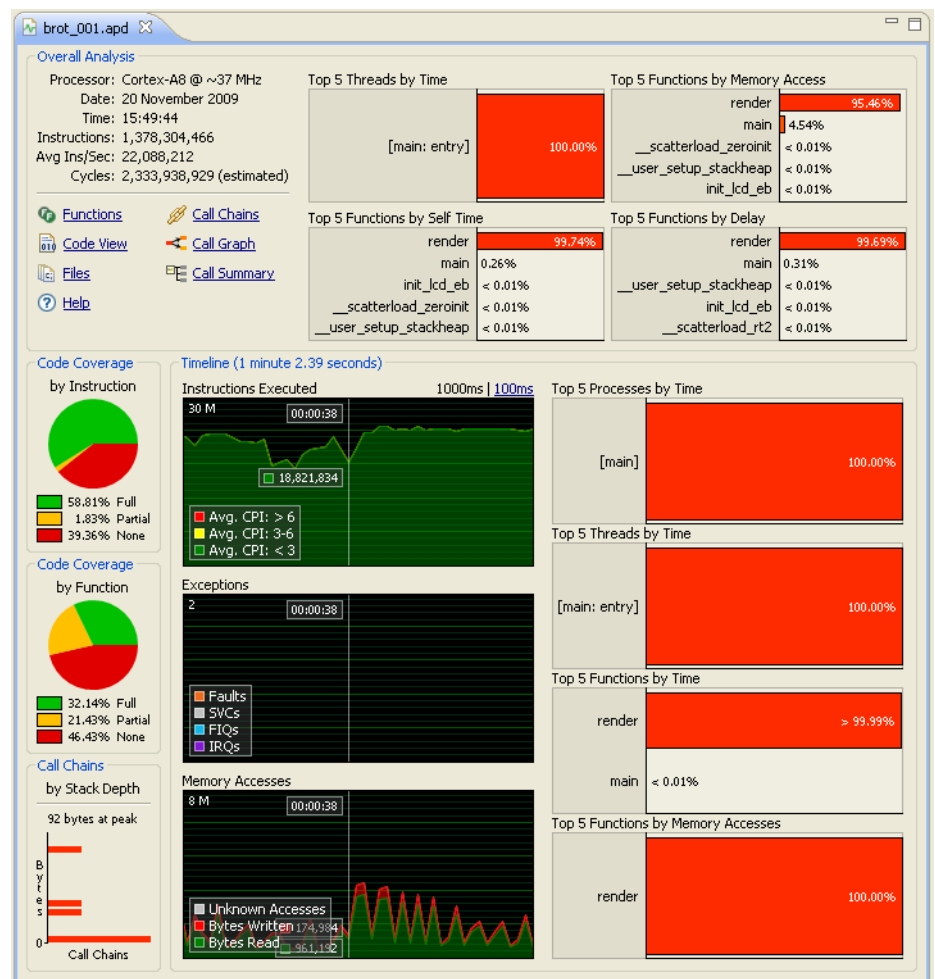 brot_001.apd
Overall Analysis
Processor: Cortex-A8 @ ~37 MHz
Date: 20 November 2009
Time: 15:49:44
Instructions: 1,378,304,466
Avg Ins/Sec: 22,088,212
Cycles: 2,333,938,929 (estimated)
Functions
Call Chains
Code View
Call Graph
Files
Call Summary
Help
Top 5 Threads by Time
[main: entry] 100.00%
Top 5 Functions by Memory Access
render 95.46%
main 4.54%
__scatterload_zeroinit < 0.01%
__user_setup_stackheap < 0.01%
init_lcd_eb < 0.01%
Top 5 Functions by Self Time
render 99.74%
main 0.26%
init_lcd_eb < 0.01%
__scatterload_zeroinit < 0.01%
__user_setup_stackheap < 0.01%
Top 5 Functions by Delay
render 99.69%
main 0.31%
__user_setup_stackheap < 0.01%
init_lcd_eb < 0.01%
__scatterload_rt2 < 0.01%
Code Coverage
by Instruction
58.81% Full
1.83% Partial
39.36% None
Code Coverage
by Function
32.14% Full
21.43% Partial
46.43% None
Call Chains
by Stack Depth
92 bytes at peak
Bytes
0
Call Chains
Timeline (1 minute 2.39 seconds)
Instructions Executed 1000ms | 100ms
30 M
00:00:38
18,821,834
Avg. CPI: > 6
Avg. CPI: 3-6
Avg. CPI: < 3
Exceptions
2
00:00:38
Faults
SVCs
FIQs
IRQs
Memory Accesses
8 M
00:00:38
Unknown Accesses
Bytes Written 174,984
Bytes Read 961,192
Top 5 Processes by Time
[main] 100.00%
Top 5 Threads by Time
[main: entry] 100.00%
Top 5 Functions by Time
render > 99.99%
main < 0.01%
Top 5 Functions by Memory Accesses
render 100.00%